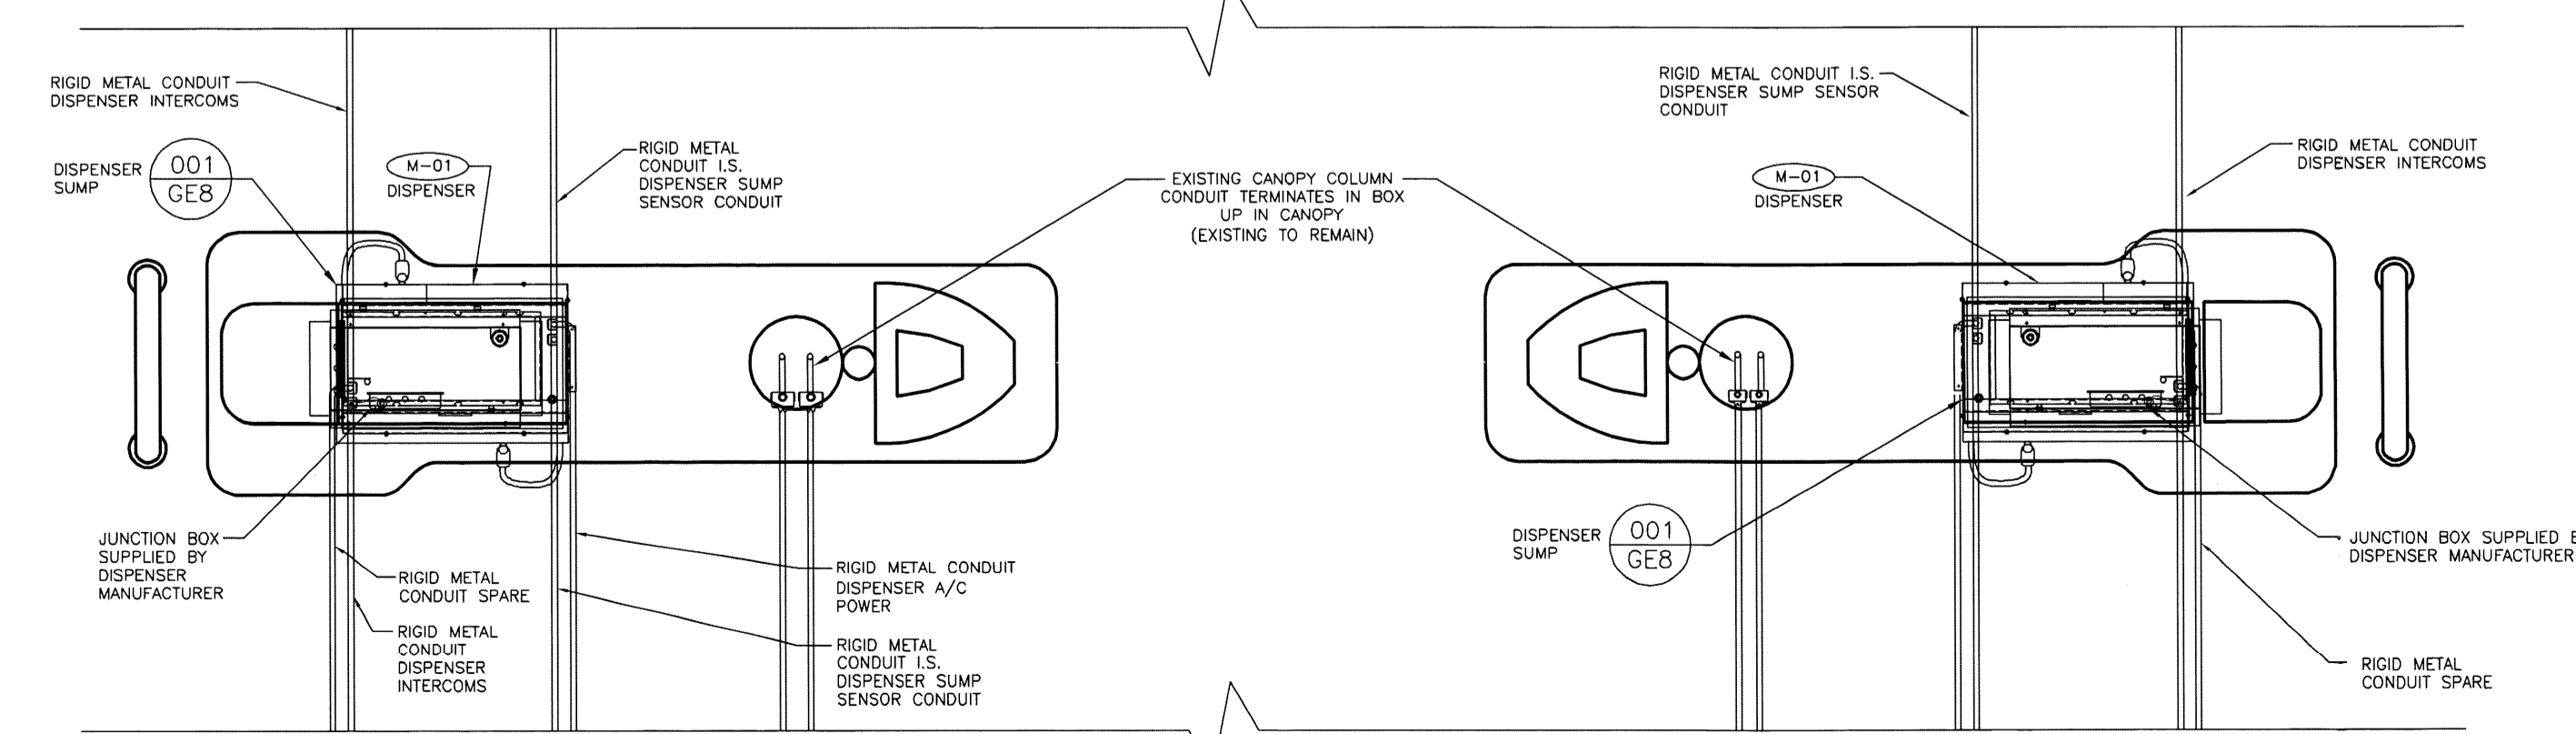 RIGID METAL CONDUIT
DISPENSER INTERCOMS
DISPENSER
SUMP
001
GE8
M-01
DISPENSER
RIGID METAL
CONDUIT I.S.
DISPENSER SUMP
SENSOR CONDUIT
EXISTING CANOPY COLUMN
CONDUIT TERMINATES IN BOX
UP IN CANOPY
(EXISTING TO REMAIN)
RIGID METAL CONDUIT I.S.
DISPENSER SUMP SENSOR
CONDUIT
M-01
DISPENSER
RIGID METAL CONDUIT
DISPENSER INTERCOMS
JUNCTION BOX
SUPPLIED BY
DISPENSER
MANUFACTURER
RIGID METAL
CONDUIT SPARE
RIGID METAL
CONDUIT
DISPENSER
INTERCOMS
RIGID METAL CONDUIT
DISPENSER A/C
POWER
RIGID METAL
CONDUIT I.S.
DISPENSER SUMP
SENSOR CONDUIT
DISPENSER
SUMP
001
GE8
JUNCTION BOX SUPPLIED
DISPENSER MANUFACTURER
RIGID METAL
CONDUIT SPARE